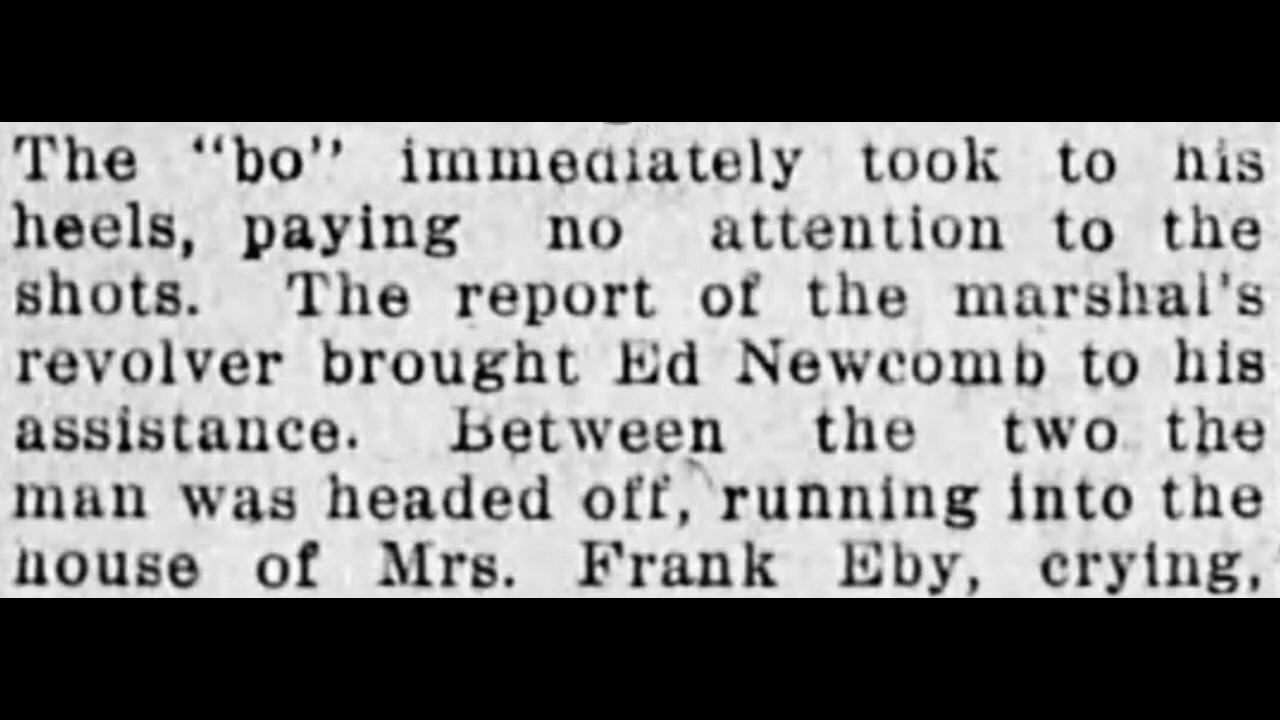 The "bo" immediately took to his
heels, paying no attention to the
shots. The report of the marshal's
revolver brought Ed Newcomb to his
assistance. Between the two the
man was headed off, running into the
house of Mrs. Frank Eby, crying,